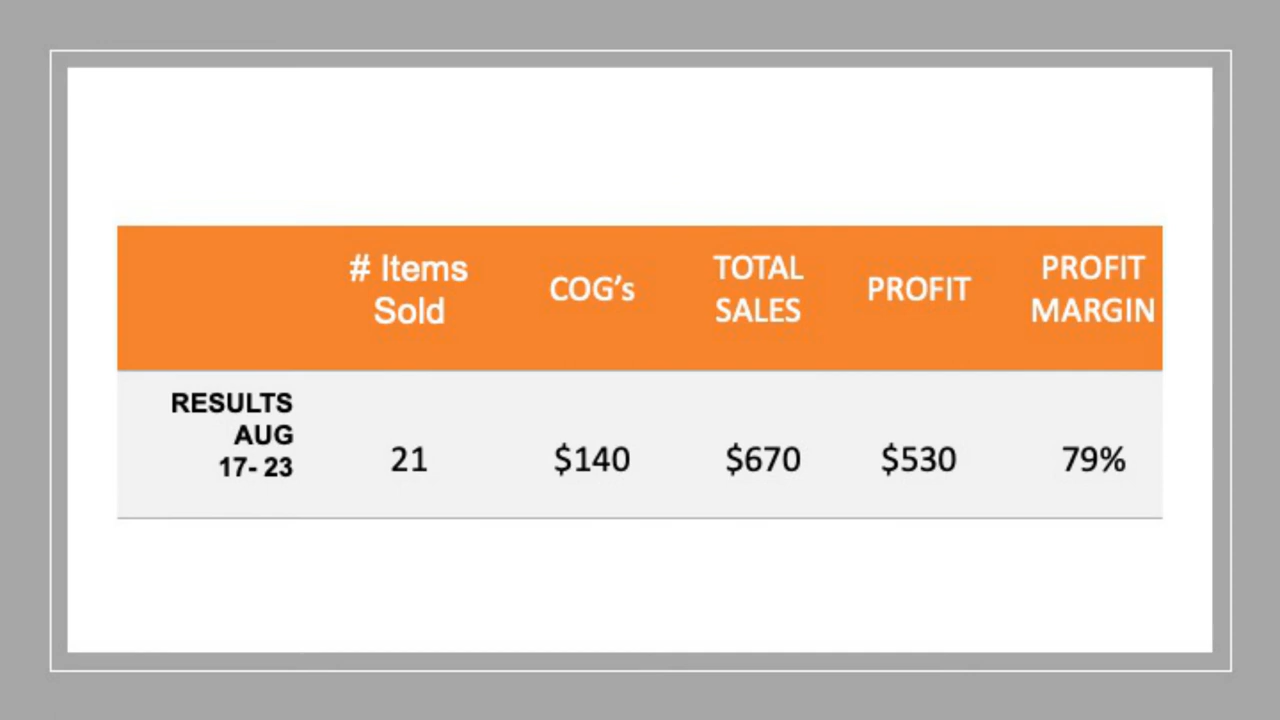 # Items
Sold
COG's
TOTAL
SALES
PROFIT
PROFIT
MARGIN
RESULTS
AUG
17- 23
21
$140
$670
$530
79%